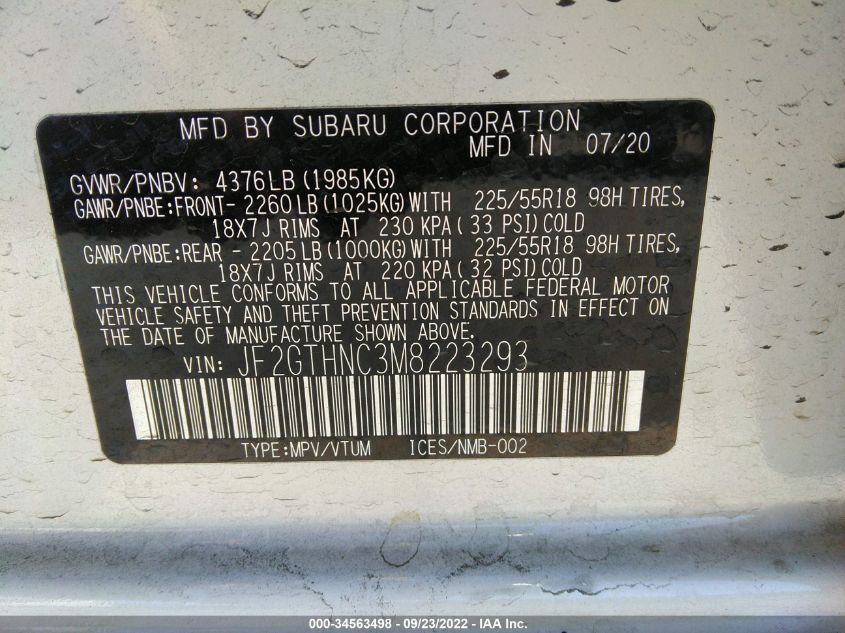 MFD BY SUBARU CORPORATION
MFD IN 07/20
GVWR/PNBV: 4376LB (1985KG)
GAWR/PNBE:FRONT- 2260LB (1025KG) WITH 225/55R18 98H TIRES,
18X7J RIMS AT 230 KPA ( 33 PSI) COLD
GAWR/PNBE:REAR - 2205LB (1000KG) WITH 225/55R18 98H TIRES,
18X7J RIMS AT 220 KPA ( 32 PSI) COLD
THIS VEHICLE CONFORMS TO ALL APPLICABLE FEDERAL MOTOR
VEHICLE SAFETY AND THEFT PREVENTION STANDARDS IN EFFECT ON
THE DATE OF MANUFACTURE SHOWN ABOVE.
VIN: JF2GTHNC3M8223293
TYPE:MPV/VTUM ICES/NMB-002
000-34563498 - 09/23/2022 - IAA Inc.